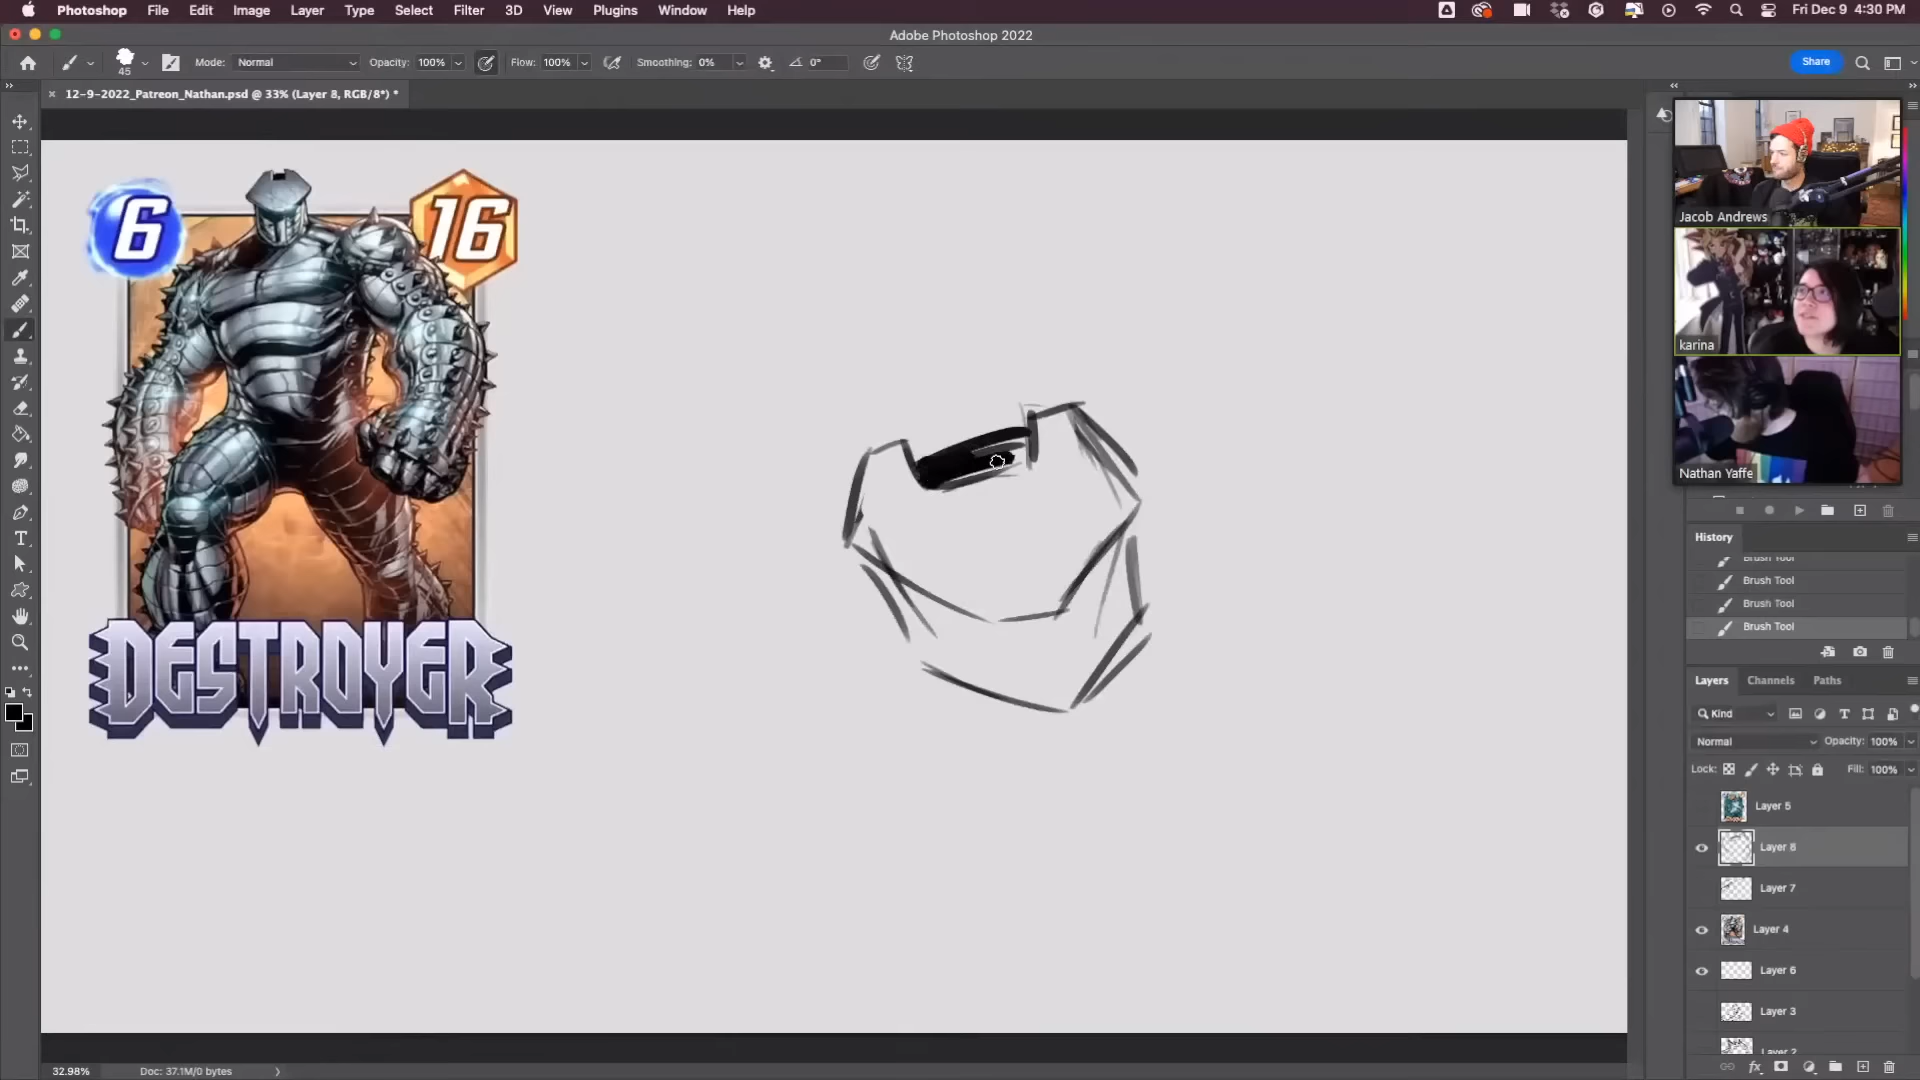 Photoshop File Edit Image Layer Type Select Filter 3D View Plugins Window Help Fri Dec 9 4:30 PM
Adobe Photoshop 2022
45 Mode: Normal Opacity: 100% Flow: 100% Smoothing: 0% 0° Share
× 12-9-2022_Patreon_Nathan.psd @ 33% (Layer 8, RGB/8*) *
6
16
DESTROYER
Jacob Andrews
karina
Nathan Yaffe
History
Brush Tool
Brush Tool
Brush Tool
Brush Tool
Layers Channels Paths
Kind
Normal Opacity: 100%
Lock: Fill: 100%
Layer 5
Layer 8
Layer 7
Layer 4
Layer 6
Layer 3
Layer 2
32.98% Doc: 37.1M/0 bytes